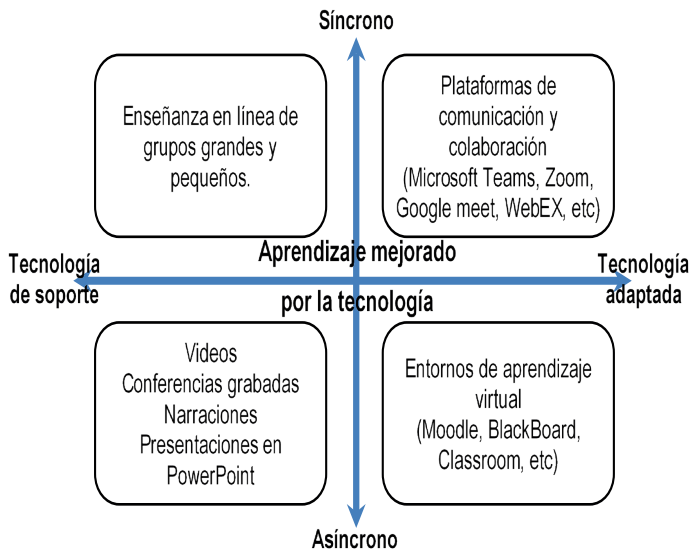 Síncrono
Enseñanza en línea de
grupos grandes y
pequeños.
Plataformas de
comunicación y
colaboración
(Microsoft Teams, Zoom,
Google meet, WebEX, etc)
Tecnología
de soporte
Aprendizaje mejorado
por la tecnología
Tecnología
adaptada
Videos
Conferencias grabadas
Narraciones
Presentaciones en
PowerPoint
Entornos de aprendizaje
virtual
(Moodle, BlackBoard,
Classroom, etc)
Asíncrono